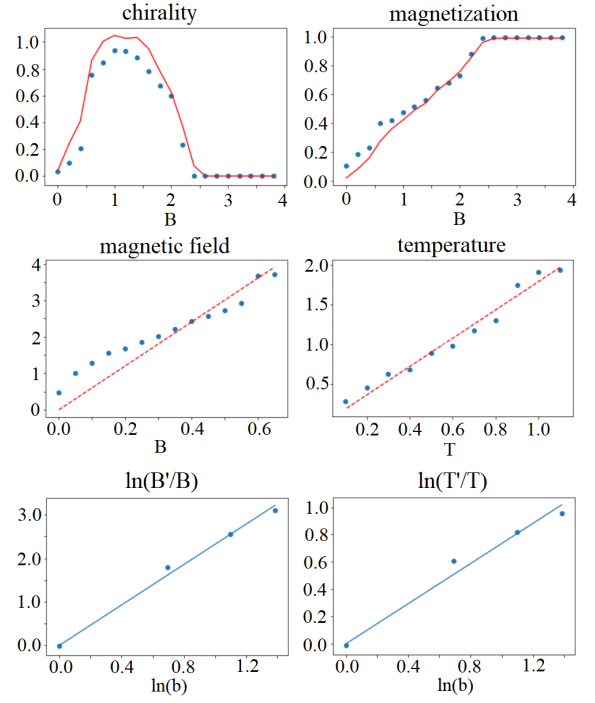 chirality
1.0
0.8
0.6
0.4
0.2
0.0
0 1 2 3 4
B
magnetization
1.0
0.8
0.6
0.4
0.2
0.0
0 1 2 3 4
B
magnetic field
4
3
2
1
0
0.0 0.2 0.4 0.6
B
temperature
2.0
1.5
1.0
0.5
0.2 0.4 0.6 0.8 1.0
T
ln(B'/B)
3.0
2.0
1.0
0.0
0.0 0.4 0.8 1.2
ln(b)
ln(T'/T)
1.0
0.8
0.6
0.4
0.2
0.0
0.0 0.4 0.8 1.2
ln(b)